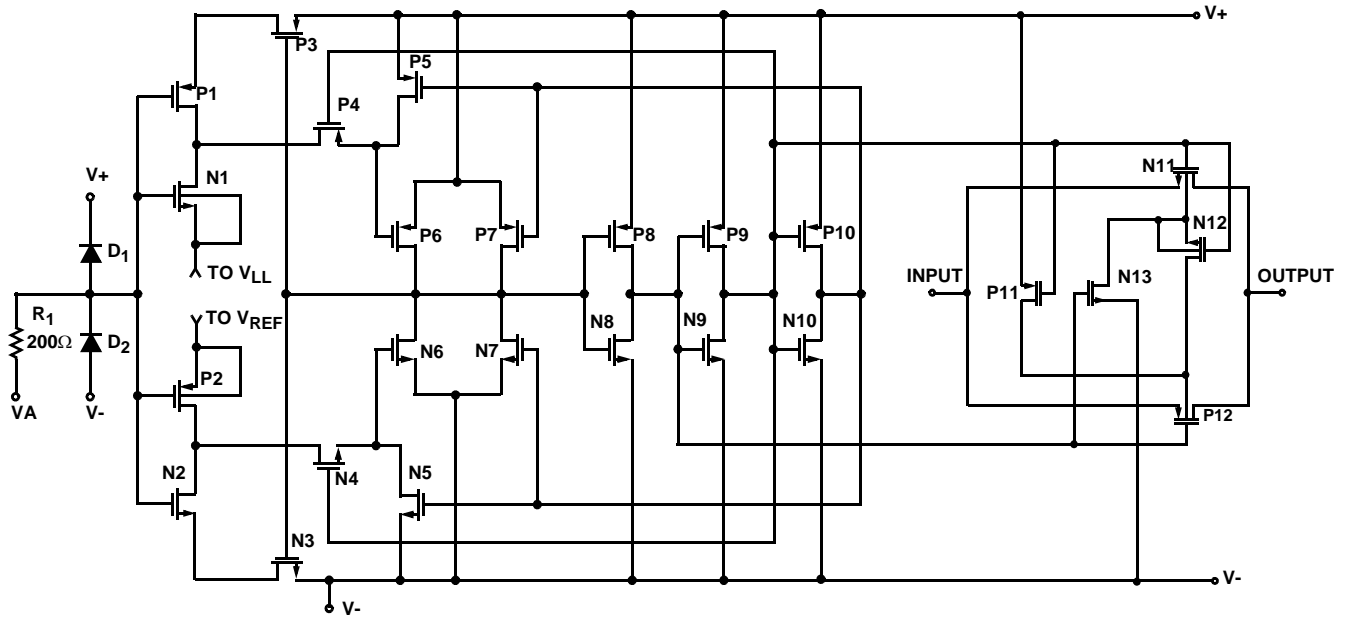 V+
P3
P5
P1
P4
N11
V+
N1
N12
P6
P7
P8
P9
P10
D1
TO VLL
N13
INPUT
P11
OUTPUT
R1
200Ω
TO VREF
D2
N8
N9
N10
N6
N7
P2
VA
V-
P12
N2
N4
N5
N3
V-
V-